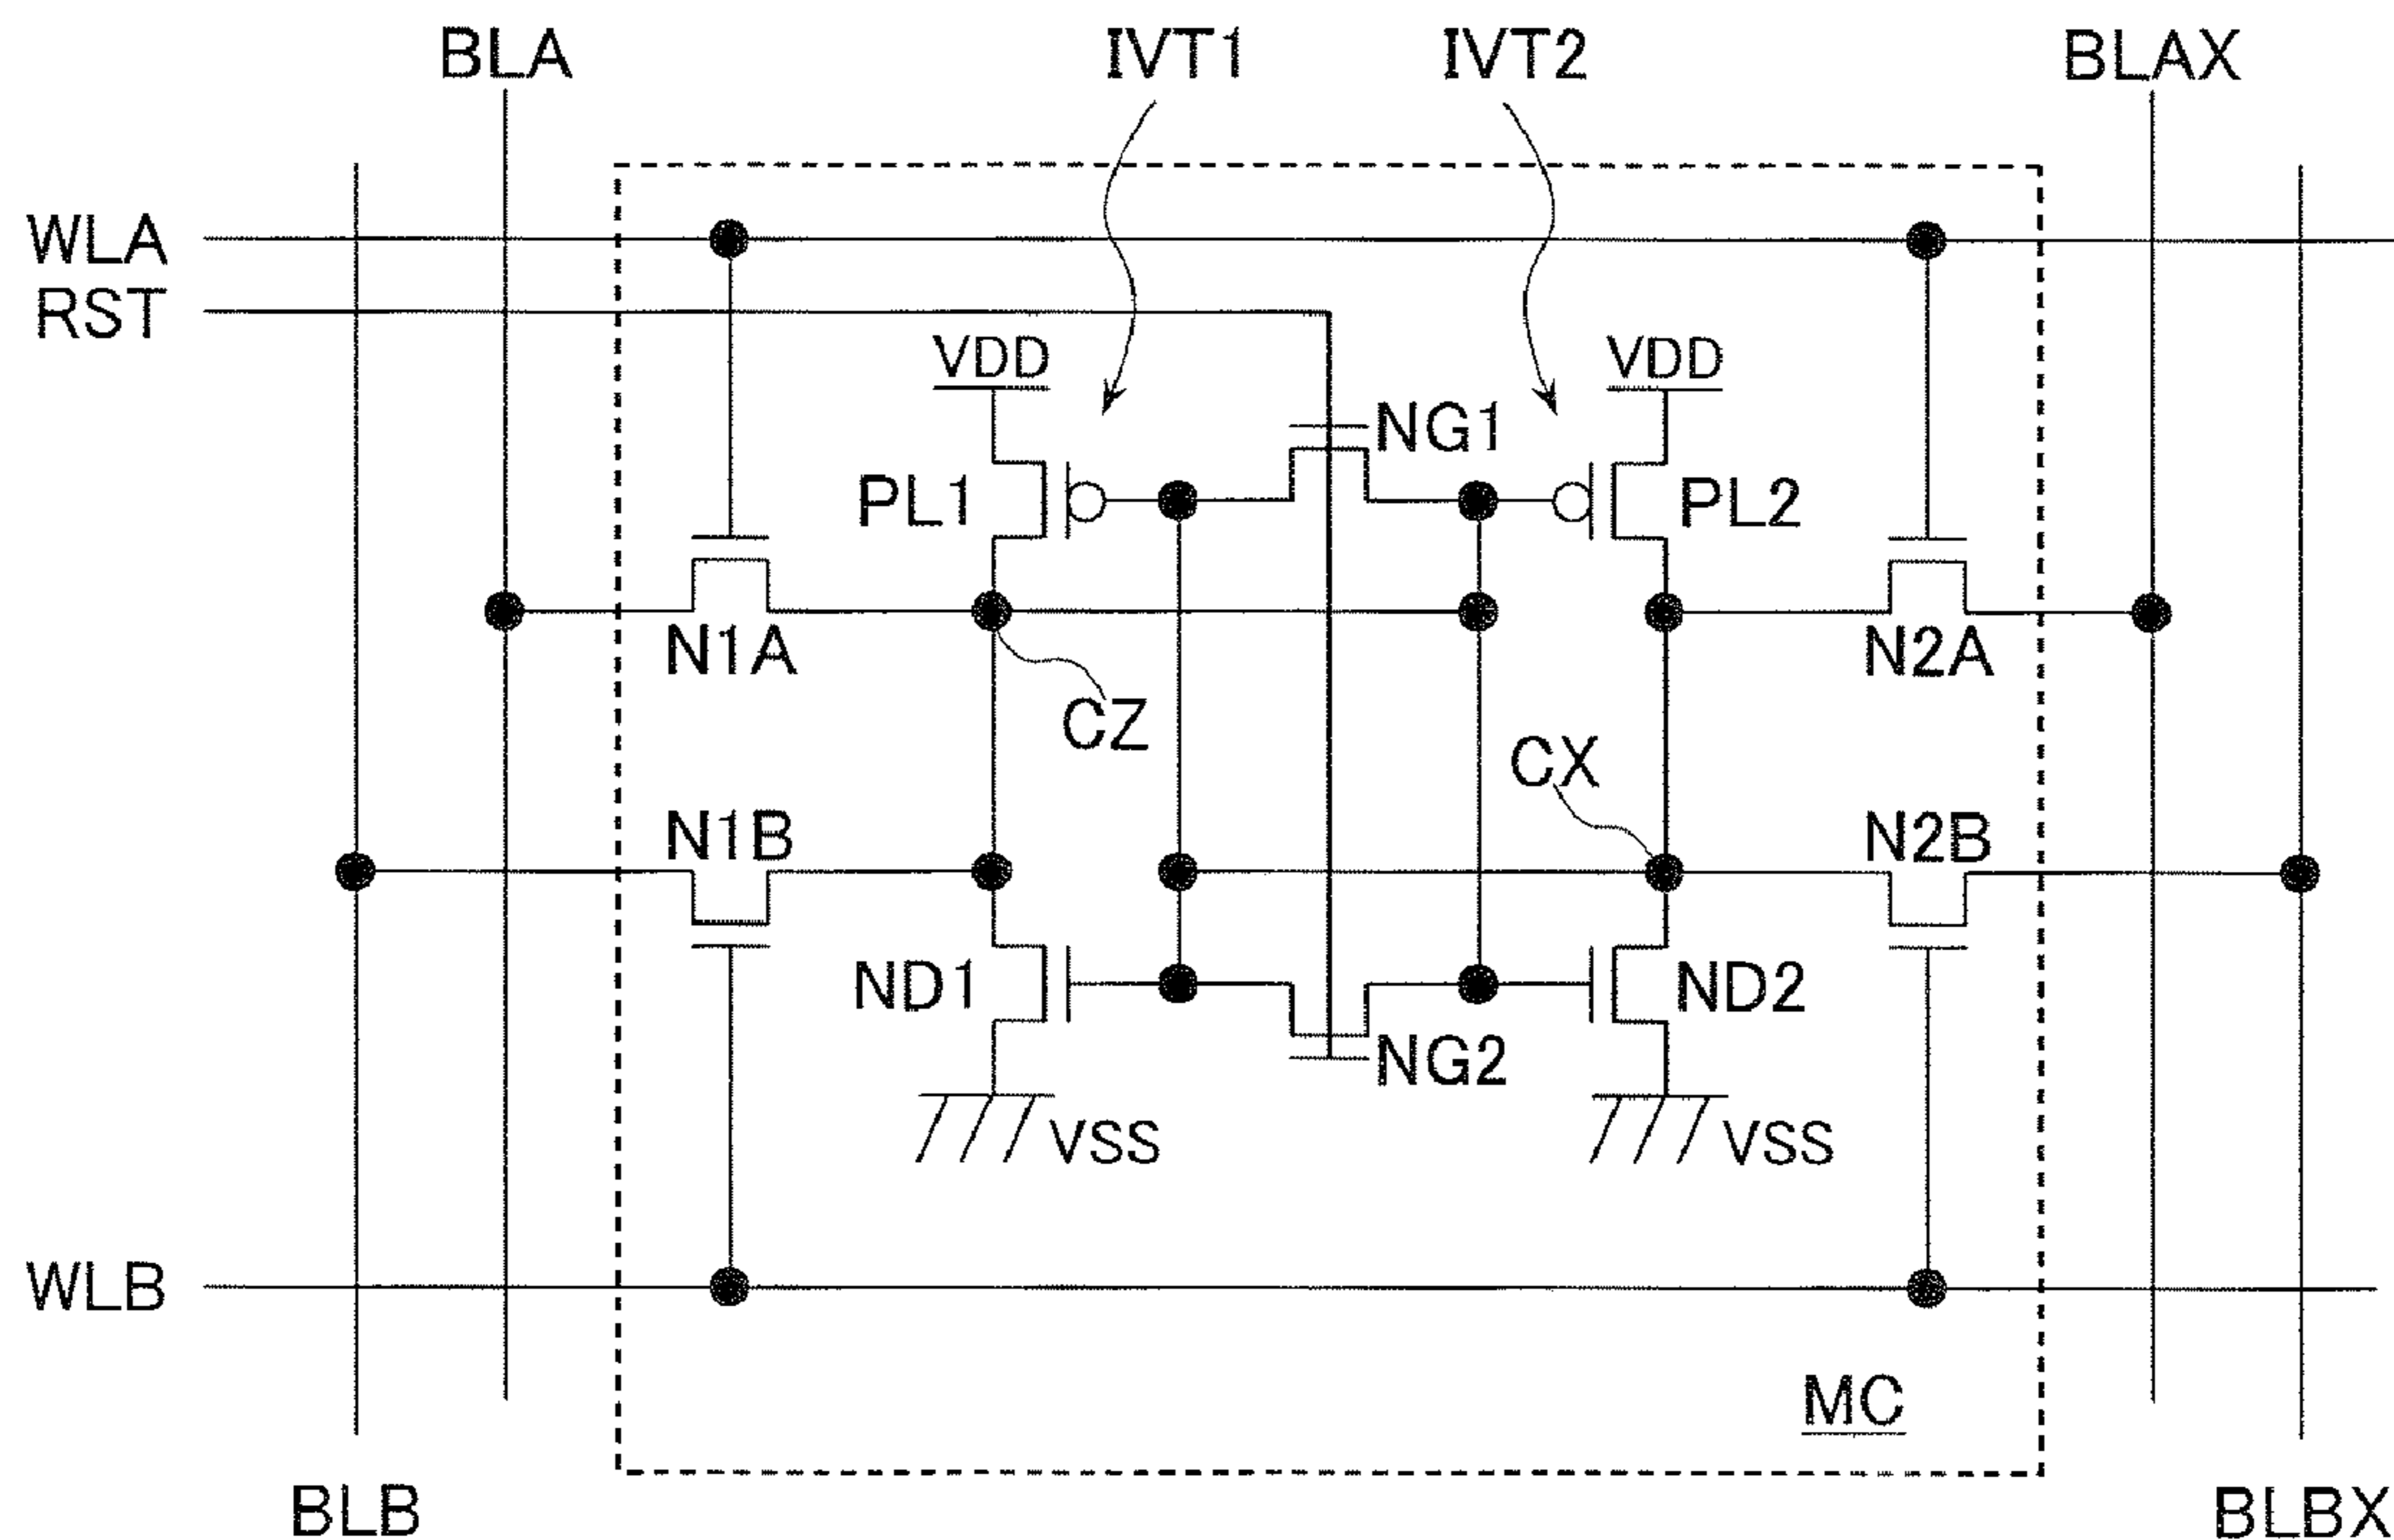 BLA
IVT1
IVT2
BLAX
WLA
RST
VDD
VDD
NG1
PL1
PL2
N1A
N2A
CZ
CX
N1B
N2B
ND1
ND2
NG2
VSS
VSS
WLB
MC
BLB
BLBX